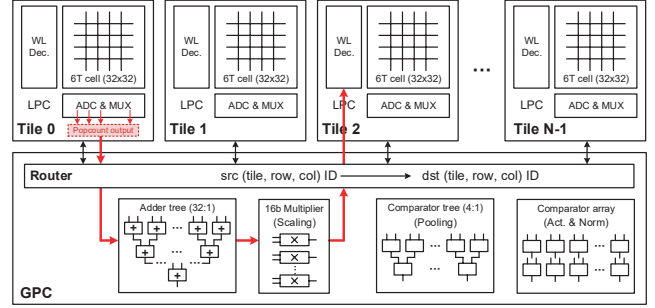 WL
Dec.
6T cell (32x32)
LPC
ADC & MUX
Popcount output
Tile 0
WL
Dec.
6T cell (32x32)
LPC
ADC & MUX
Tile 1
WL
Dec.
6T cell (32x32)
LPC
ADC & MUX
Tile 2
...
WL
Dec.
6T cell (32x32)
LPC
ADC & MUX
Tile N-1
Router
src (tile, row, col) ID
dst (tile, row, col) ID
Adder tree (32:1)
+ + ... + +
+ ... +
... ...
+
16b Multiplier
(Scaling)
×
×
⋮
×
Comparator tree (4:1)
(Pooling)
...
...
Comparator array
(Act. & Norm)
...
...
GPC